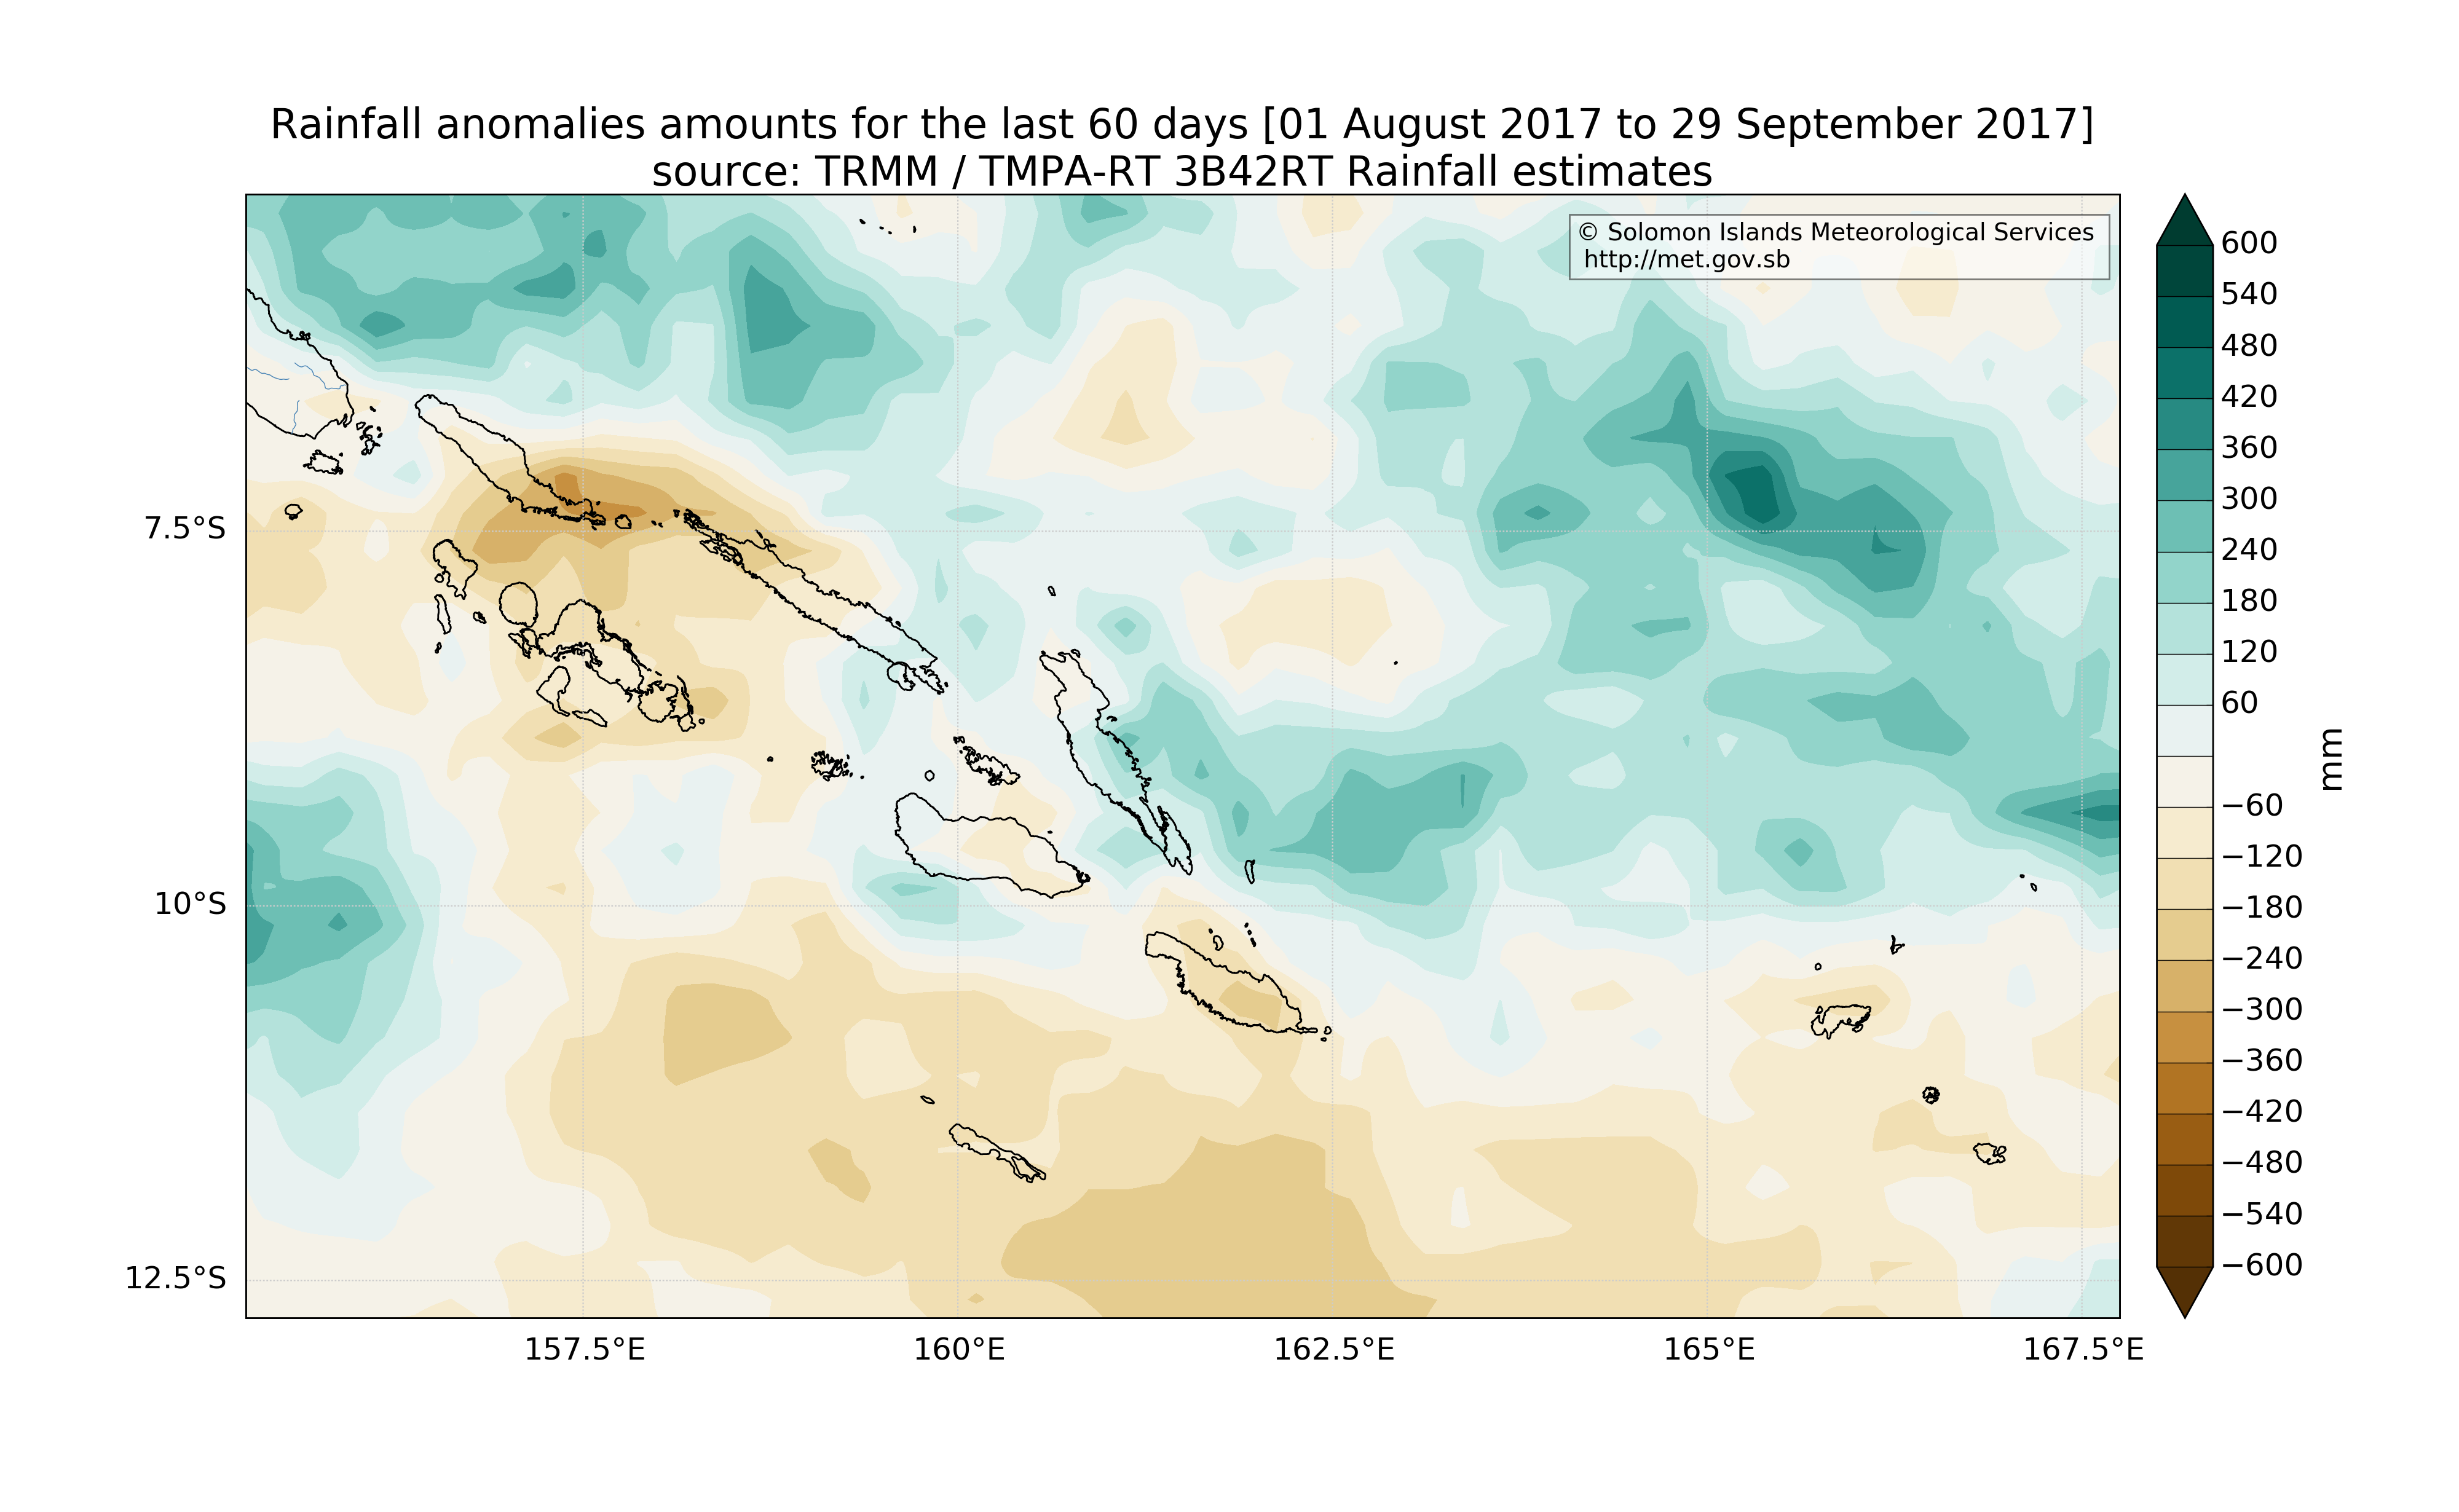 Rainfall anomalies amounts for the last 60 days [01 August 2017 to 29 September 2017]
source: TRMM / TMPA-RT 3B42RT Rainfall estimates
© Solomon Islands Meteorological Services
http://met.gov.sb
7.5°S
10°S
12.5°S
157.5°E
160°E
162.5°E
165°E
167.5°E
600
540
480
420
360
300
240
180
120
60
−60
−120
−180
−240
−300
−360
−420
−480
−540
−600
mm